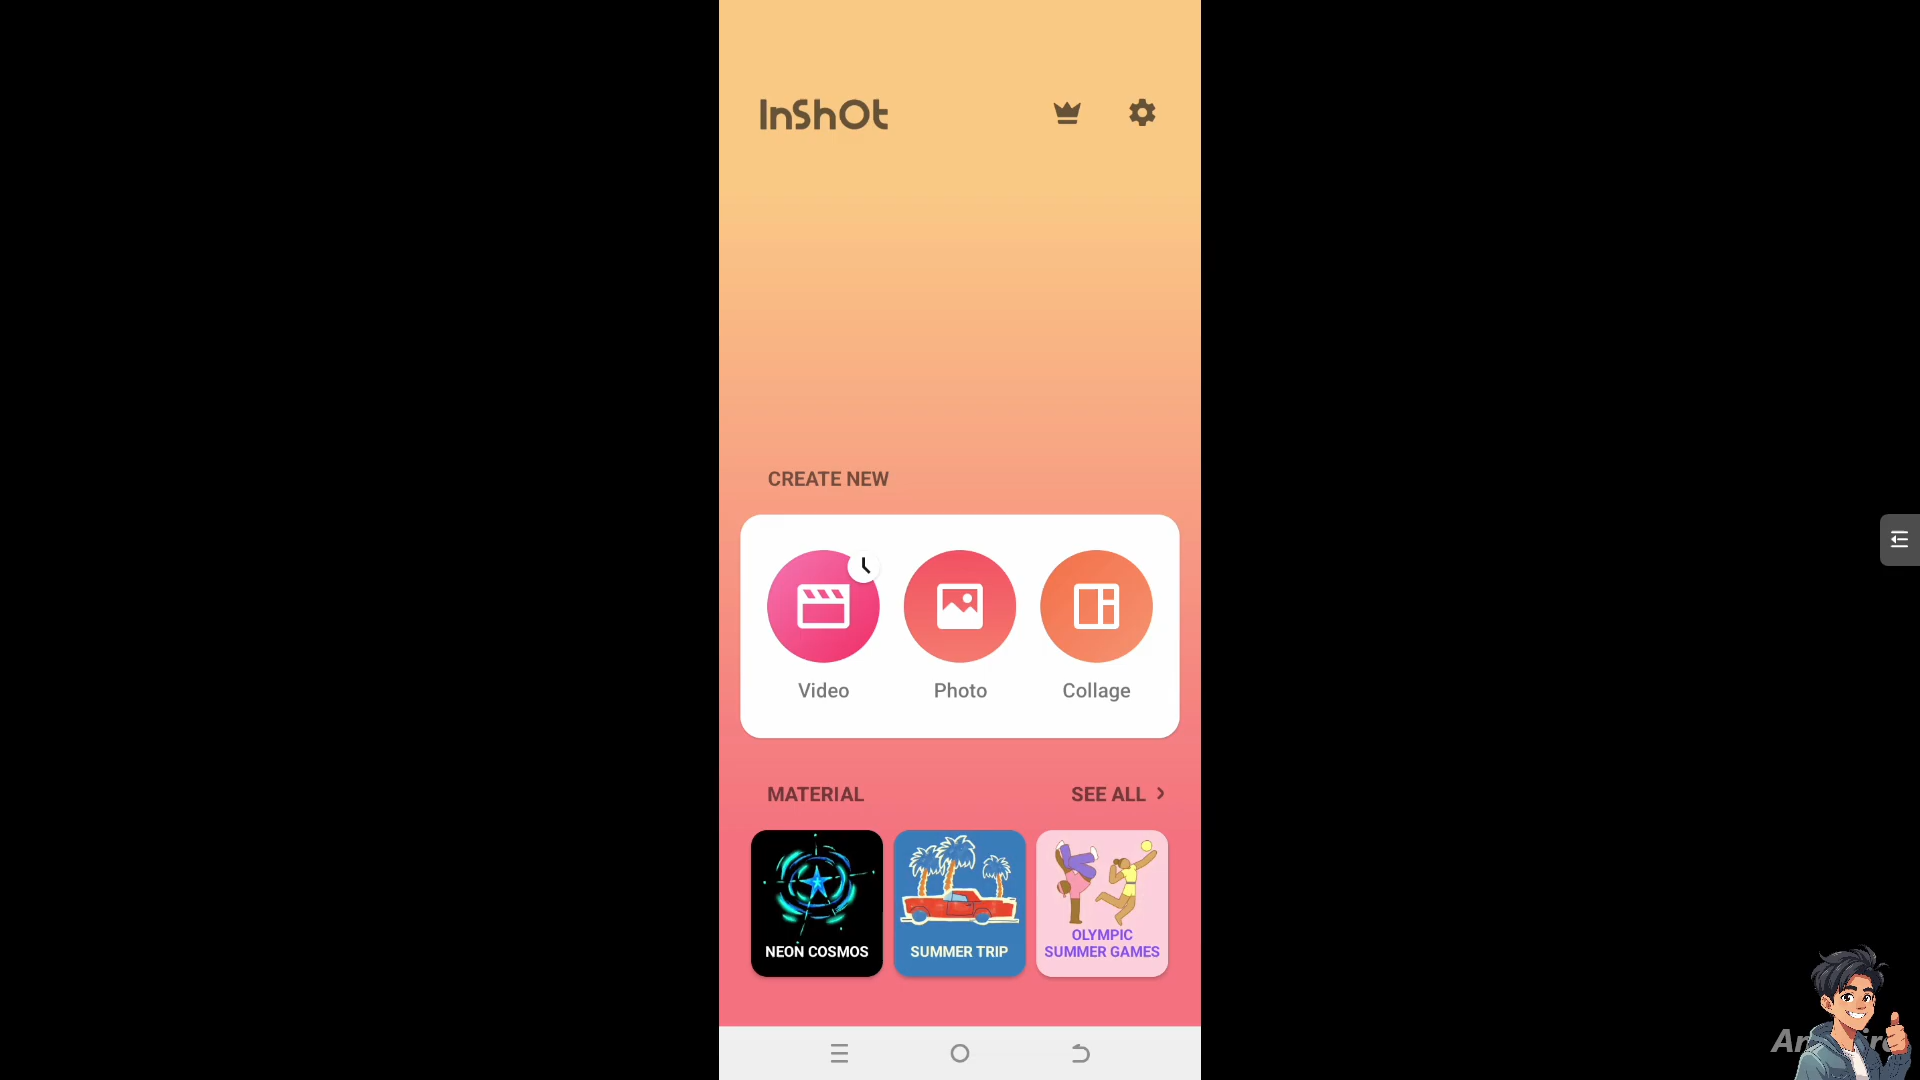 InShOt
CREATE NEW
Video
Photo
Collage
MATERIAL
SEE ALL
NEON COSMOS
SUMMER TRIP
OLYMPIC
SUMMER GAMES